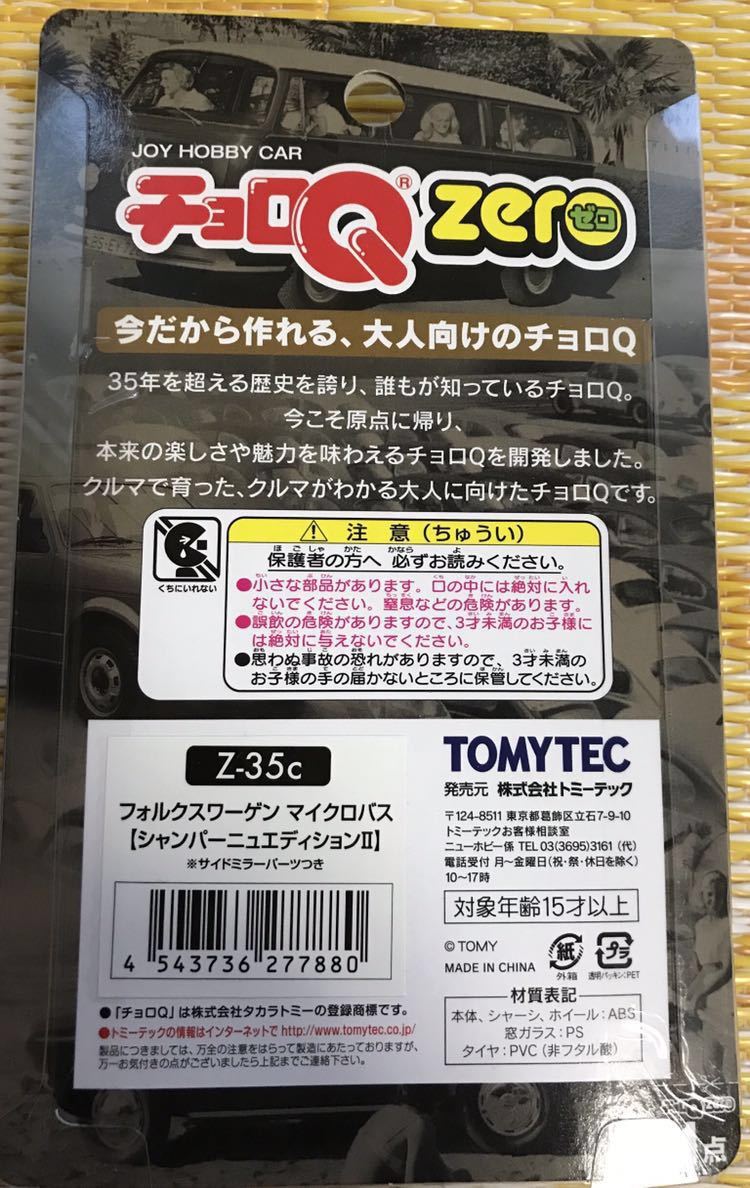 JOY HOBBY CAR
チョロQ® zero ゼロ
今だから作れる、大人向けのチョロQ
35年を超える歴史を誇り、誰もが知っているチョロQ。
今こそ原点に帰り、
本来の楽しさや魅力を味わえるチョロQを開発しました。
クルマで育った、クルマがわかる大人に向けたチョロQです。
くちにいれない
注 意（ちゅうい）
保護者の方へ 必ずお読みください。
●小さな部品があります。口の中には絶対に入れ
ないでください。窒息などの危険があります。
●誤飲の危険がありますので、3才未満のお子様に
は絶対に与えないでください。
●思わぬ事故の恐れがありますので、3才未満の
お子様の手の届かないところに保管してください。
Z-35c
フォルクスワーゲン マイクロバス
【シャンパーニュエディションII】
※サイドミラーパーツつき
4 543736 277880
TOMYTEC
発売元 株式会社トミーテック
〒124-8511 東京都葛飾区立石7-9-10
トミーテックお客様相談室
ニューホビー係 TEL 03(3695)3161（代）
電話受付 月〜金曜日(祝・祭・休日を除く)
10〜17時
対象年齢15才以上
© TOMY
MADE IN CHINA
紙
外箱
プラ
透明パッキン:PET
材質表記
本体、シャーシ、ホイール：ABS
窓ガラス：PS
タイヤ：PVC（非フタル酸）
●「チョロQ」は株式会社タカラトミーの登録商標です。
●トミーテックの情報はインターネットで http://www.tomytec.co.jp/
製品につきましては、万全の注意をはらって製造にあたっておりますが、
万一お気付きの点がございましたら上記までご連絡下さい。
点